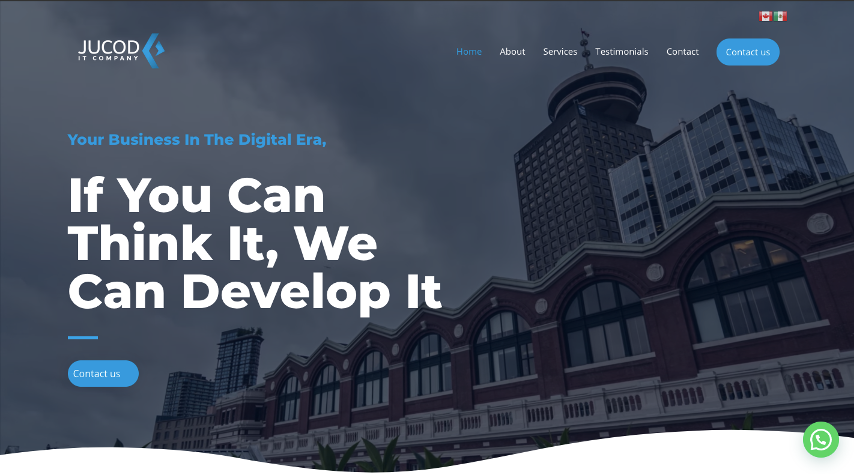 JUCOD
IT COMPANY
Home About Services Testimonials Contact Contact us
Your Business In The Digital Era,
If You Can
Think It, We
Can Develop It
Contact us